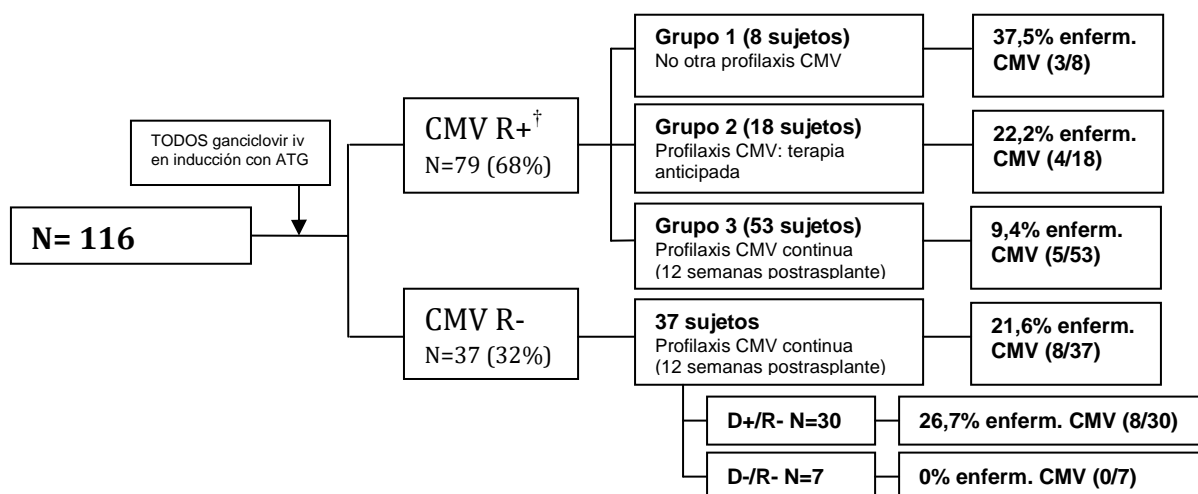 TODOS ganciclovir iv
en inducción con ATG
N= 116
CMV R+†
N=79 (68%)
Grupo 1 (8 sujetos)
No otra profilaxis CMV
37,5% enferm.
CMV (3/8)
Grupo 2 (18 sujetos)
Profilaxis CMV: terapia
anticipada
22,2% enferm.
CMV (4/18)
Grupo 3 (53 sujetos)
Profilaxis CMV continua
(12 semanas postrasplante)
9,4% enferm.
CMV (5/53)
CMV R-
N=37 (32%)
37 sujetos
Profilaxis CMV continua
(12 semanas postrasplante)
21,6% enferm.
CMV (8/37)
D+/R- N=30
26,7% enferm. CMV (8/30)
D-/R- N=7
0% enferm. CMV (0/7)